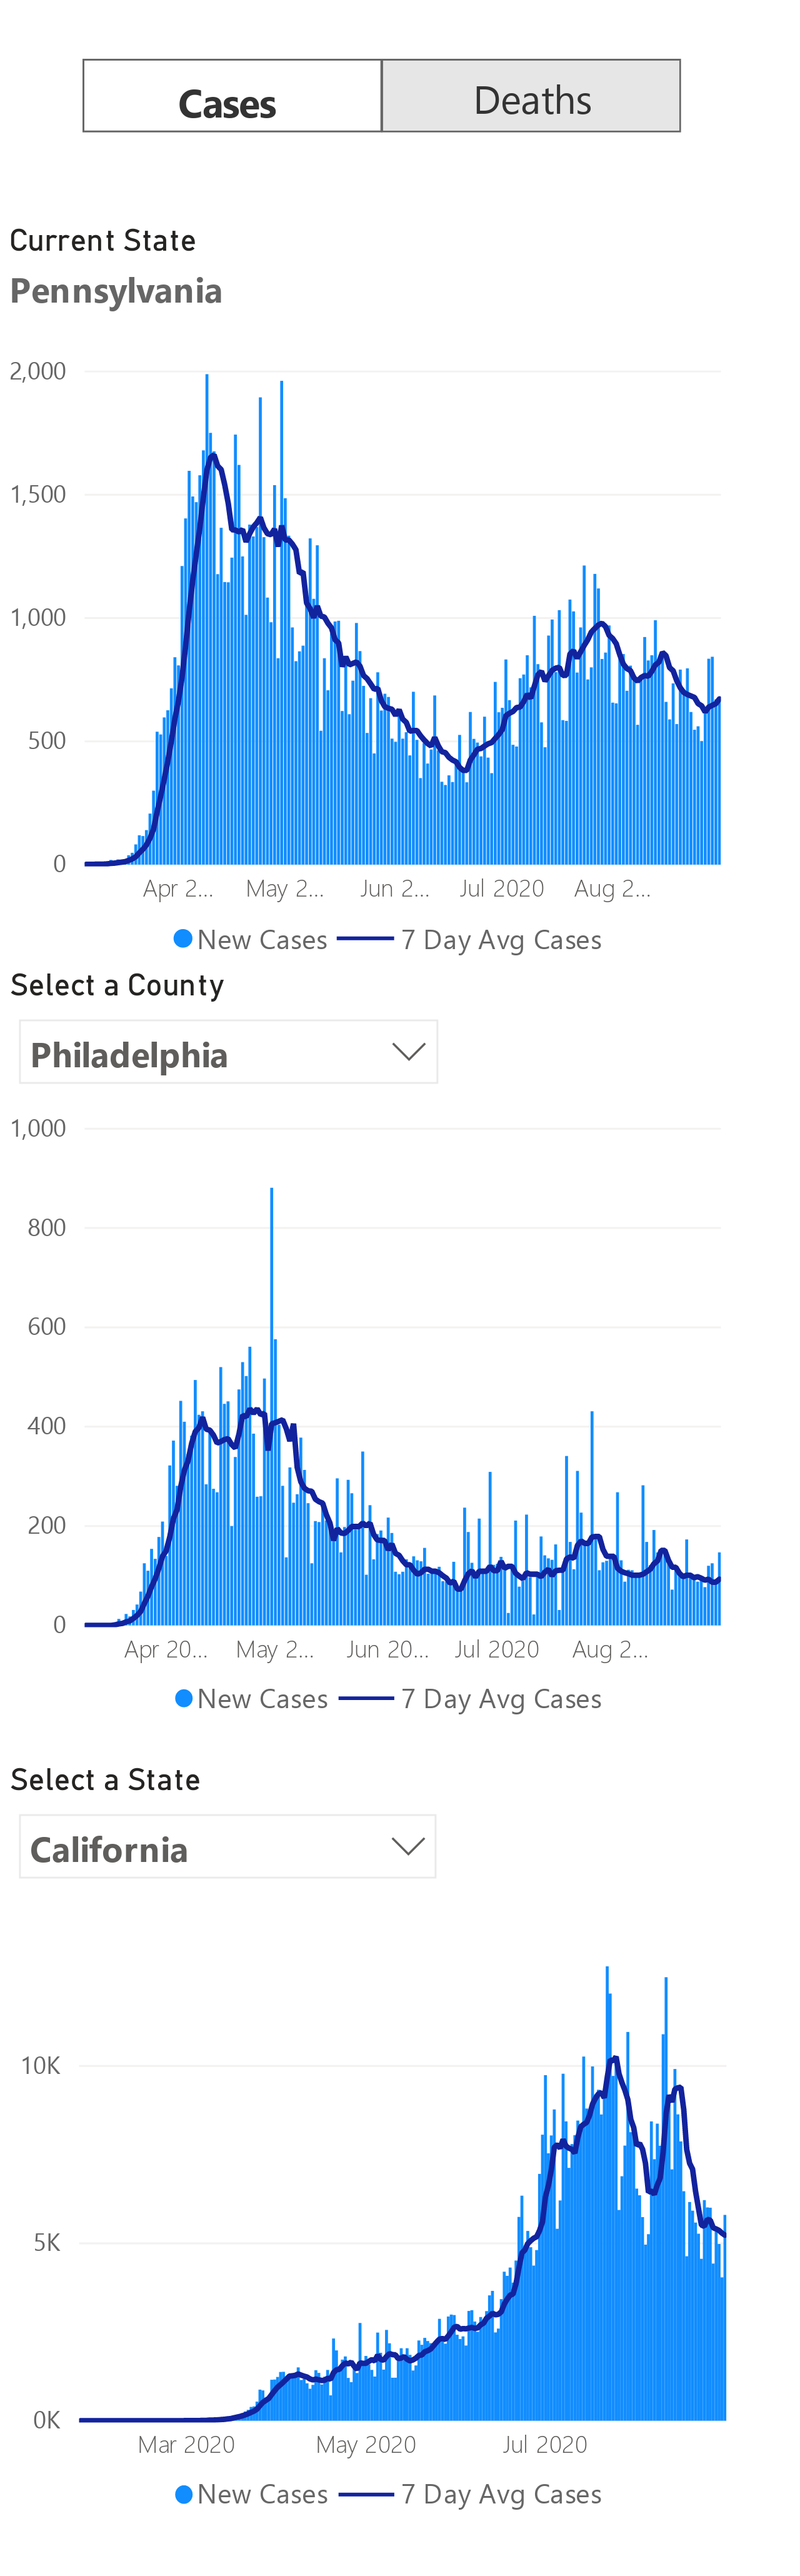 Cases Deaths
Current State
Pennsylvania
2,000
1,500
1,000
500
0
Apr 2... May 2... Jun 2... Jul 2020 Aug 2...
New Cases 7 Day Avg Cases
Select a County
Philadelphia
1,000
800
600
400
200
0
Apr 20... May 2... Jun 20... Jul 2020 Aug 2...
New Cases 7 Day Avg Cases
Select a State
California
10K
5K
0K
Mar 2020 May 2020 Jul 2020
New Cases 7 Day Avg Cases